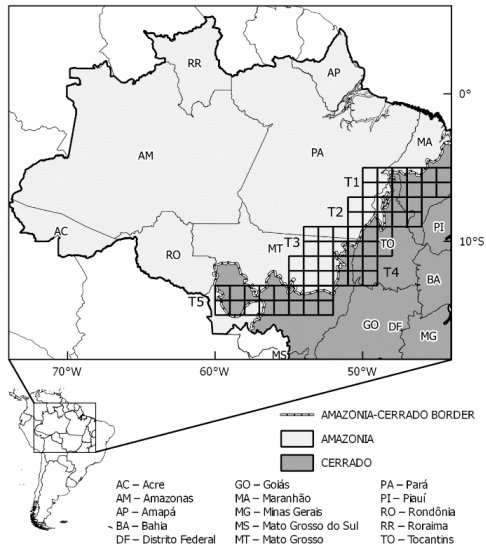 RR
AP
0°
AM
PA
MA
T1
T2
PI
AC
RO
MT
T3
TO
10°S
T4
BA
T5
GO
DF
MG
MS
70°W
60°W
50°W
AMAZONIA-CERRADO BORDER
AMAZONIA
CERRADO
AC – Acre GO – Goiás PA – Pará
AM – Amazonas MA – Maranhão PI – Piauí
AP – Amapá MG – Minas Gerais RO – Rondônia
BA – Bahia MS – Mato Grosso do Sul RR – Roraima
DF – Distrito Federal MT – Mato Grosso TO – Tocantins